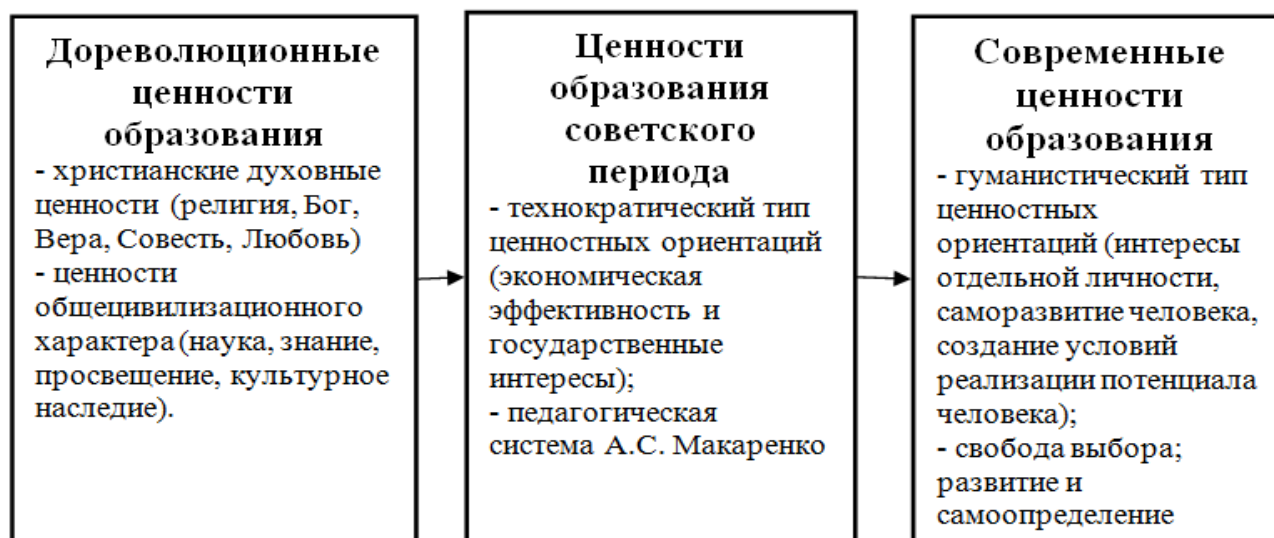 Дореволюционные
ценности
образования
- христианские духовные
ценности (религия, Бог,
Вера, Совесть, Любовь)
- ценности
общецивилизационного
характера (наука, знание,
просвещение, культурное
наследие).
Ценности
образования
советского
периода
- технократический тип
ценностных ориентаций
(экономическая
эффективность и
государственные
интересы);
- педагогическая
система А.С. Макаренко
Современные
ценности
образования
- гуманистический тип
ценностных
ориентаций (интересы
отдельной личности,
саморазвитие человека,
создание условий
реализации потенциала
человека);
- свобода выбора;
развитие и
самоопределение